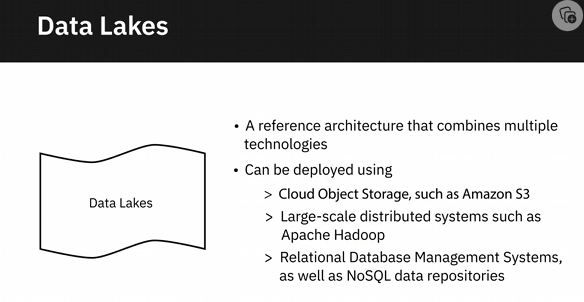 Data Lakes
• A reference architecture that combines multiple
technologies
• Can be deployed using
> Cloud Object Storage, such as Amazon S3
> Large-scale distributed systems such as
Apache Hadoop
> Relational Database Management Systems,
as well as NoSQL data repositories
Data Lakes